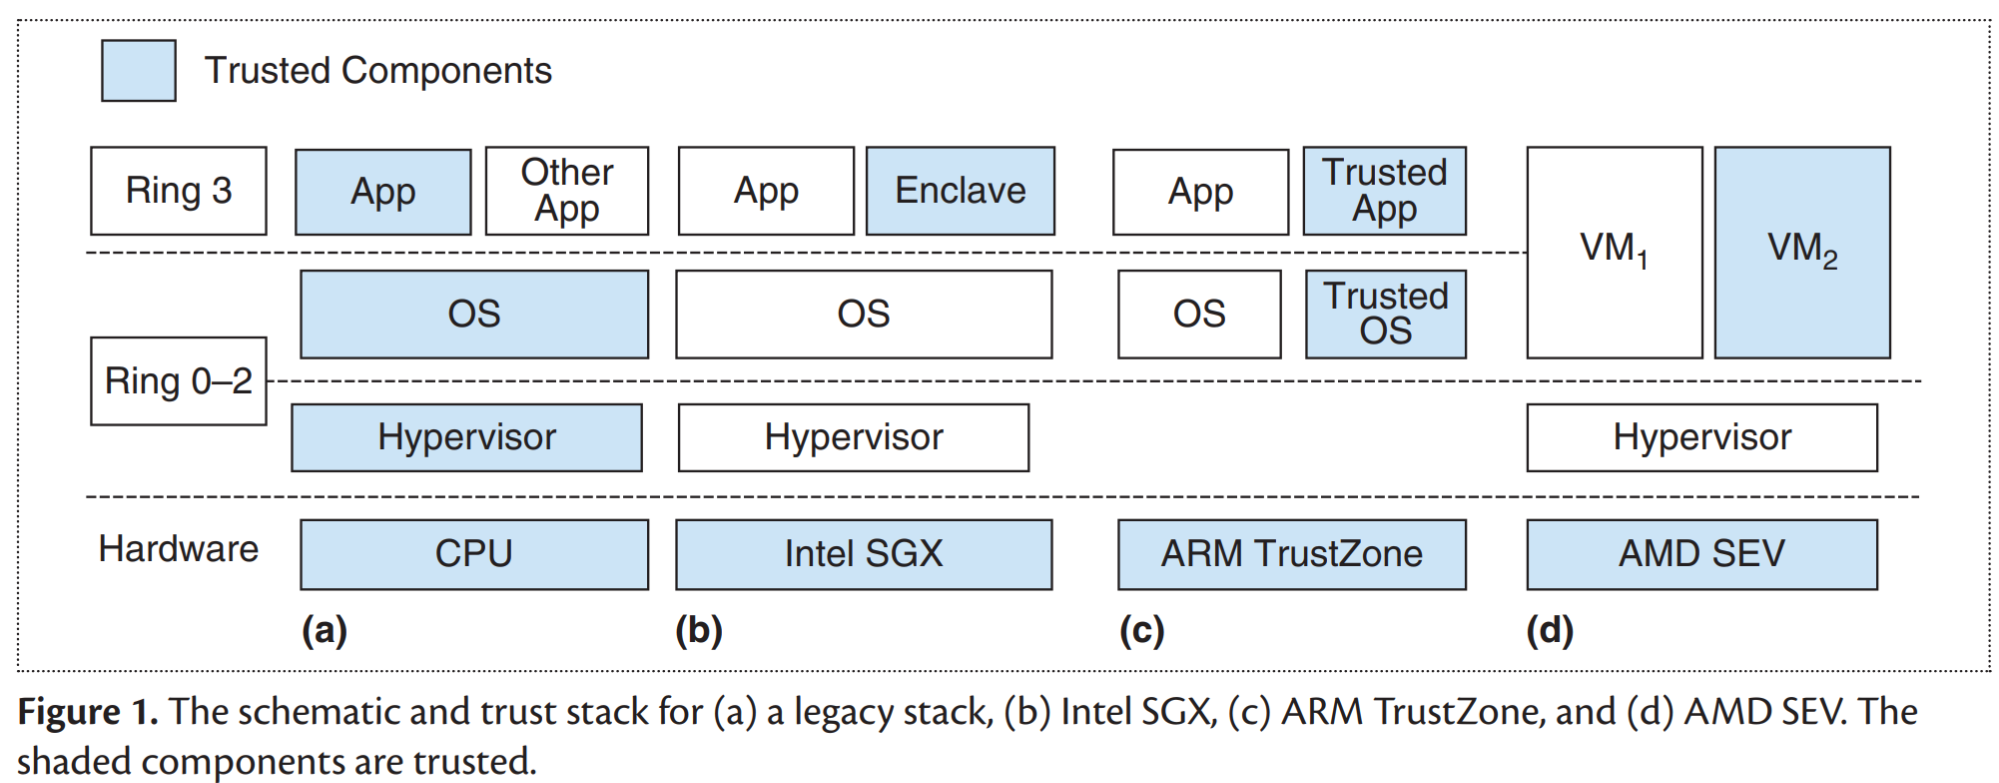 Trusted Components
Ring 3
App
Other
App
App
Enclave
App
Trusted
App
VM1
VM2
OS
OS
OS
Trusted
OS
Ring 0–2
Hypervisor
Hypervisor
Hypervisor
Hardware
CPU
Intel SGX
ARM TrustZone
AMD SEV
(a)
(b)
(c)
(d)
Figure 1. The schematic and trust stack for (a) a legacy stack, (b) Intel SGX, (c) ARM TrustZone, and (d) AMD SEV. The
shaded components are trusted.